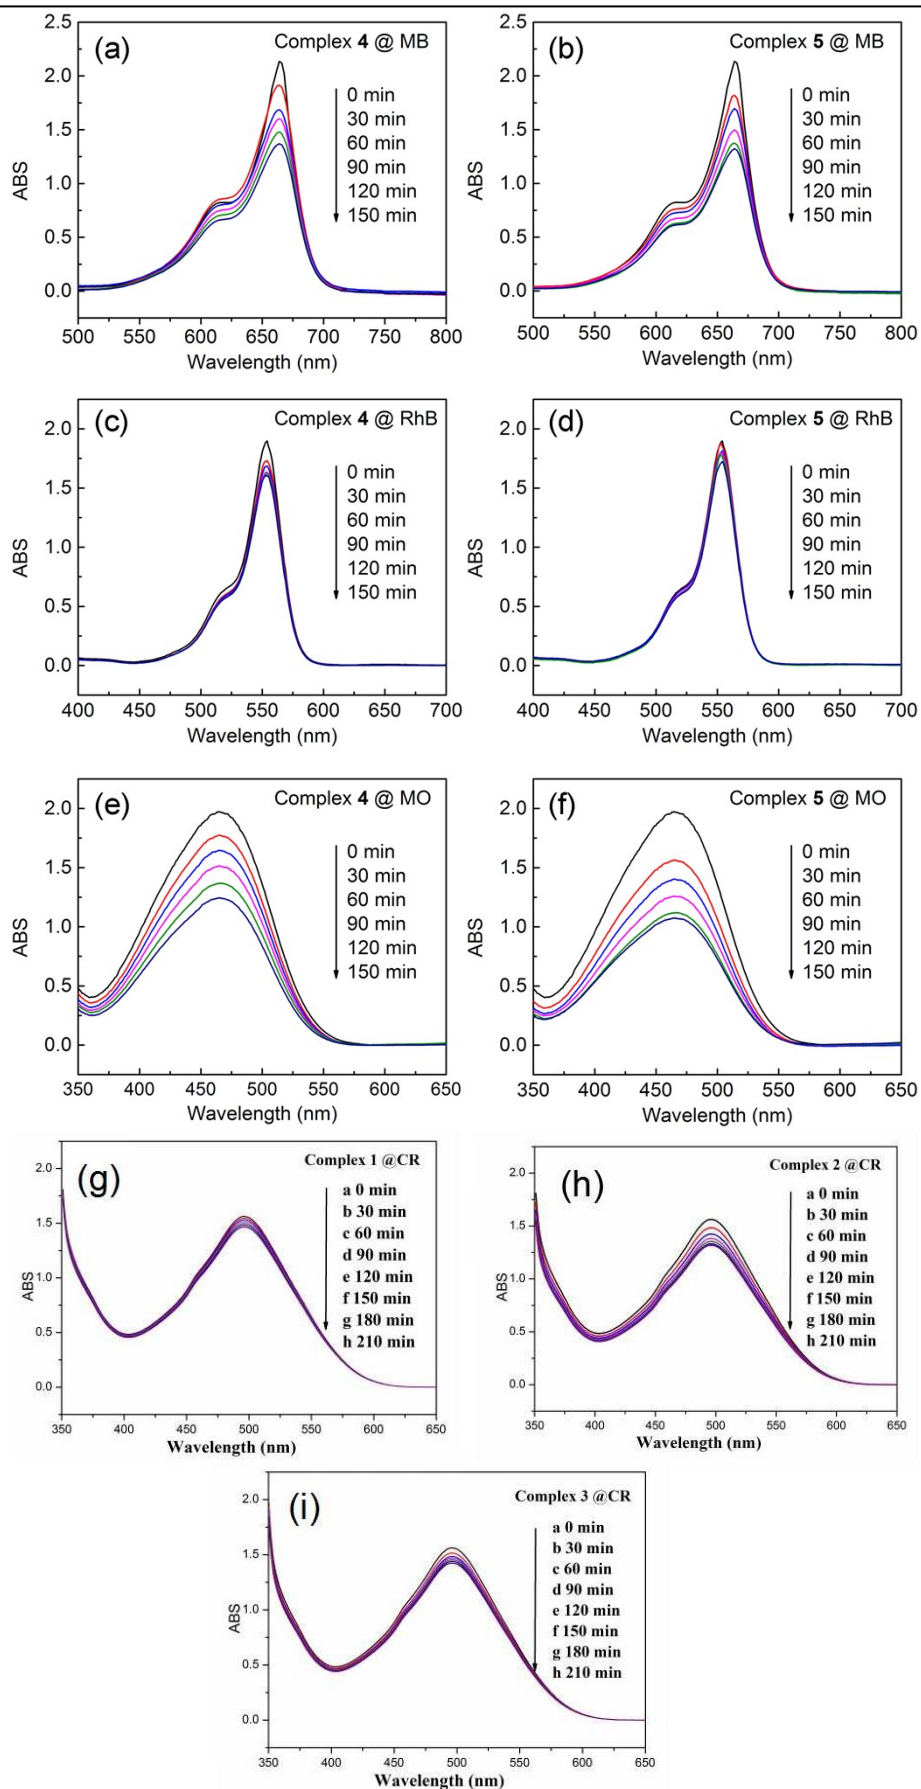 (a)
Complex 4 @ MB
0 min
30 min
60 min
90 min
120 min
150 min
ABS
2.5
2.0
1.5
1.0
0.5
0.0
500 550 600 650 700 750 800
Wavelength (nm)
(b)
Complex 5 @ MB
0 min
30 min
60 min
90 min
120 min
150 min
ABS
2.5
2.0
1.5
1.0
0.5
0.0
500 550 600 650 700 750 800
Wavelength (nm)
(c)
Complex 4 @ RhB
0 min
30 min
60 min
90 min
120 min
150 min
ABS
2.0
1.5
1.0
0.5
0.0
400 450 500 550 600 650 700
Wavelength (nm)
(d)
Complex 5 @ RhB
0 min
30 min
60 min
90 min
120 min
150 min
ABS
2.0
1.5
1.0
0.5
0.0
400 450 500 550 600 650 700
Wavelength (nm)
(e)
Complex 4 @ MO
0 min
30 min
60 min
90 min
120 min
150 min
ABS
2.0
1.5
1.0
0.5
0.0
350 400 450 500 550 600 650
Wavelength (nm)
(f)
Complex 5 @ MO
0 min
30 min
60 min
90 min
120 min
150 min
ABS
2.0
1.5
1.0
0.5
0.0
350 400 450 500 550 600 650
Wavelength (nm)
(g)
Complex 1 @CR
a 0 min
b 30 min
c 60 min
d 90 min
e 120 min
f 150 min
g 180 min
h 210 min
ABS
2.0
1.5
1.0
0.5
0.0
350 400 450 500 550 600 650
Wavelength (nm)
(h)
Complex 2 @CR
a 0 min
b 30 min
c 60 min
d 90 min
e 120 min
f 150 min
g 180 min
h 210 min
ABS
2.0
1.5
1.0
0.5
0.0
350 400 450 500 550 600 650
Wavelength (nm)
(i)
Complex 3 @CR
a 0 min
b 30 min
c 60 min
d 90 min
e 120 min
f 150 min
g 180 min
h 210 min
ABS
2.0
1.5
1.0
0.5
0.0
350 400 450 500 550 600 650
Wavelength (nm)